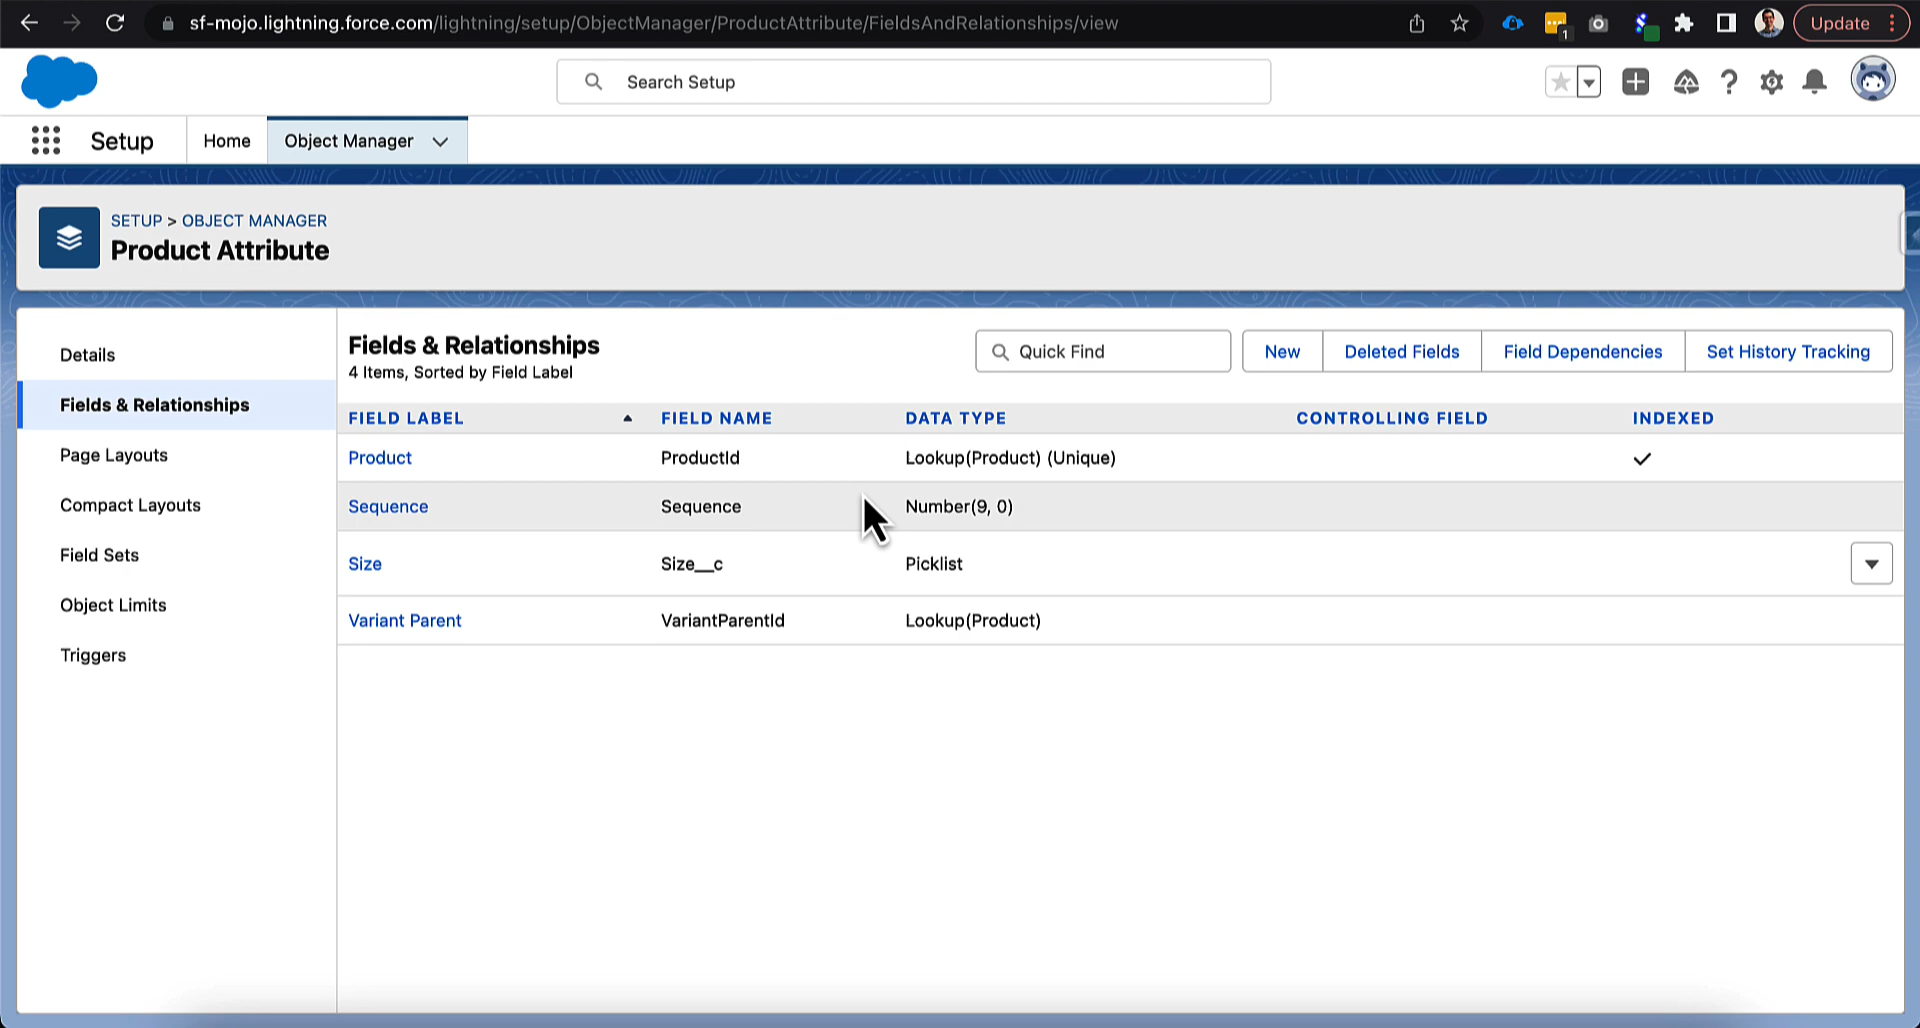 sf-mojo.lightning.force.com/lightning/setup/ObjectManager/ProductAttribute/FieldsAndRelationships/view
1
Update
Search Setup
Setup
Home
Object Manager
SETUP > OBJECT MANAGER
Product Attribute
Details
Fields & Relationships
Page Layouts
Compact Layouts
Field Sets
Object Limits
Triggers
Fields & Relationships
4 Items, Sorted by Field Label
Quick Find
New
Deleted Fields
Field Dependencies
Set History Tracking
FIELD LABEL FIELD NAME DATA TYPE CONTROLLING FIELD INDEXED
Product ProductId Lookup(Product) (Unique)
Sequence Sequence Number(9, 0)
Size Size__c Picklist
Variant Parent VariantParentId Lookup(Product)